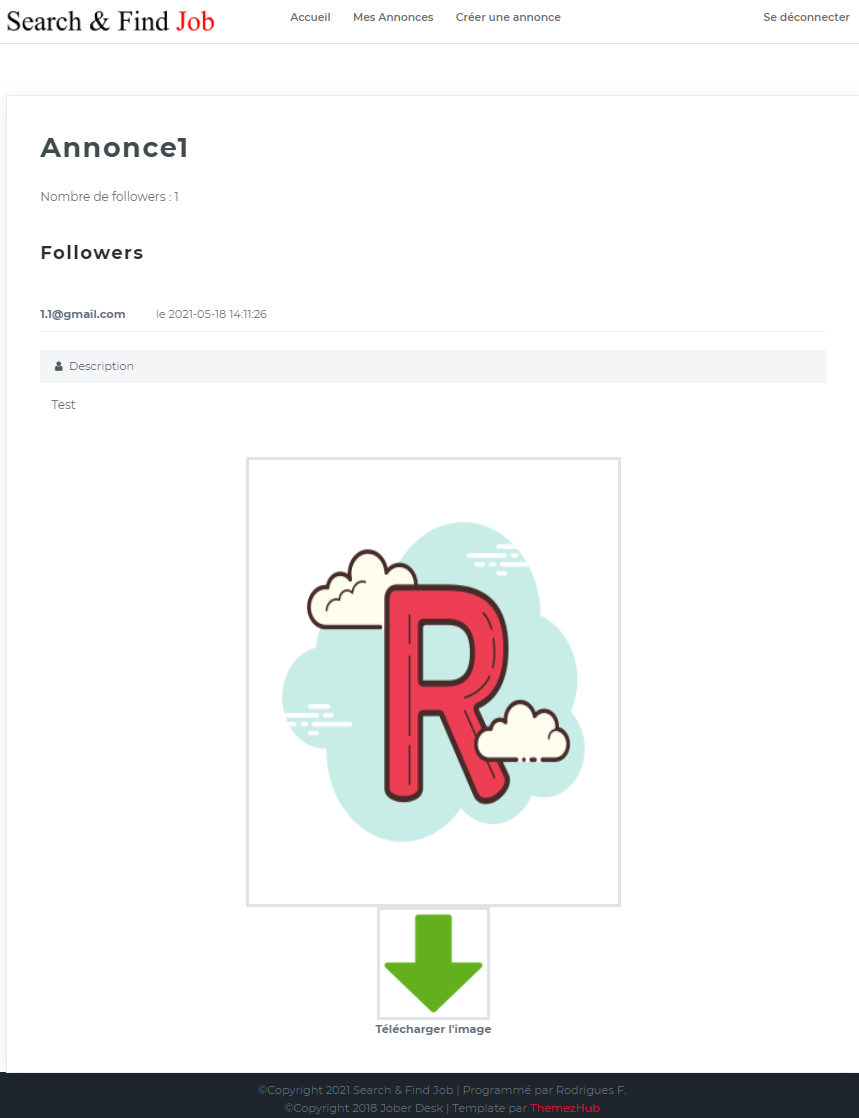 Search & Find Job
Accueil Mes Annonces Créer une annonce Se déconnecter
Annonce1
Nombre de followers : 1
Followers
1.1@gmail.com le 2021-05-18 14:11:26
Description
Test
R
Télécharger l'image
©Copyright 2021 Search & Find Job | Programmé par Rodrigues F.
©Copyright 2018 Jober Desk | Template par ThemezHub